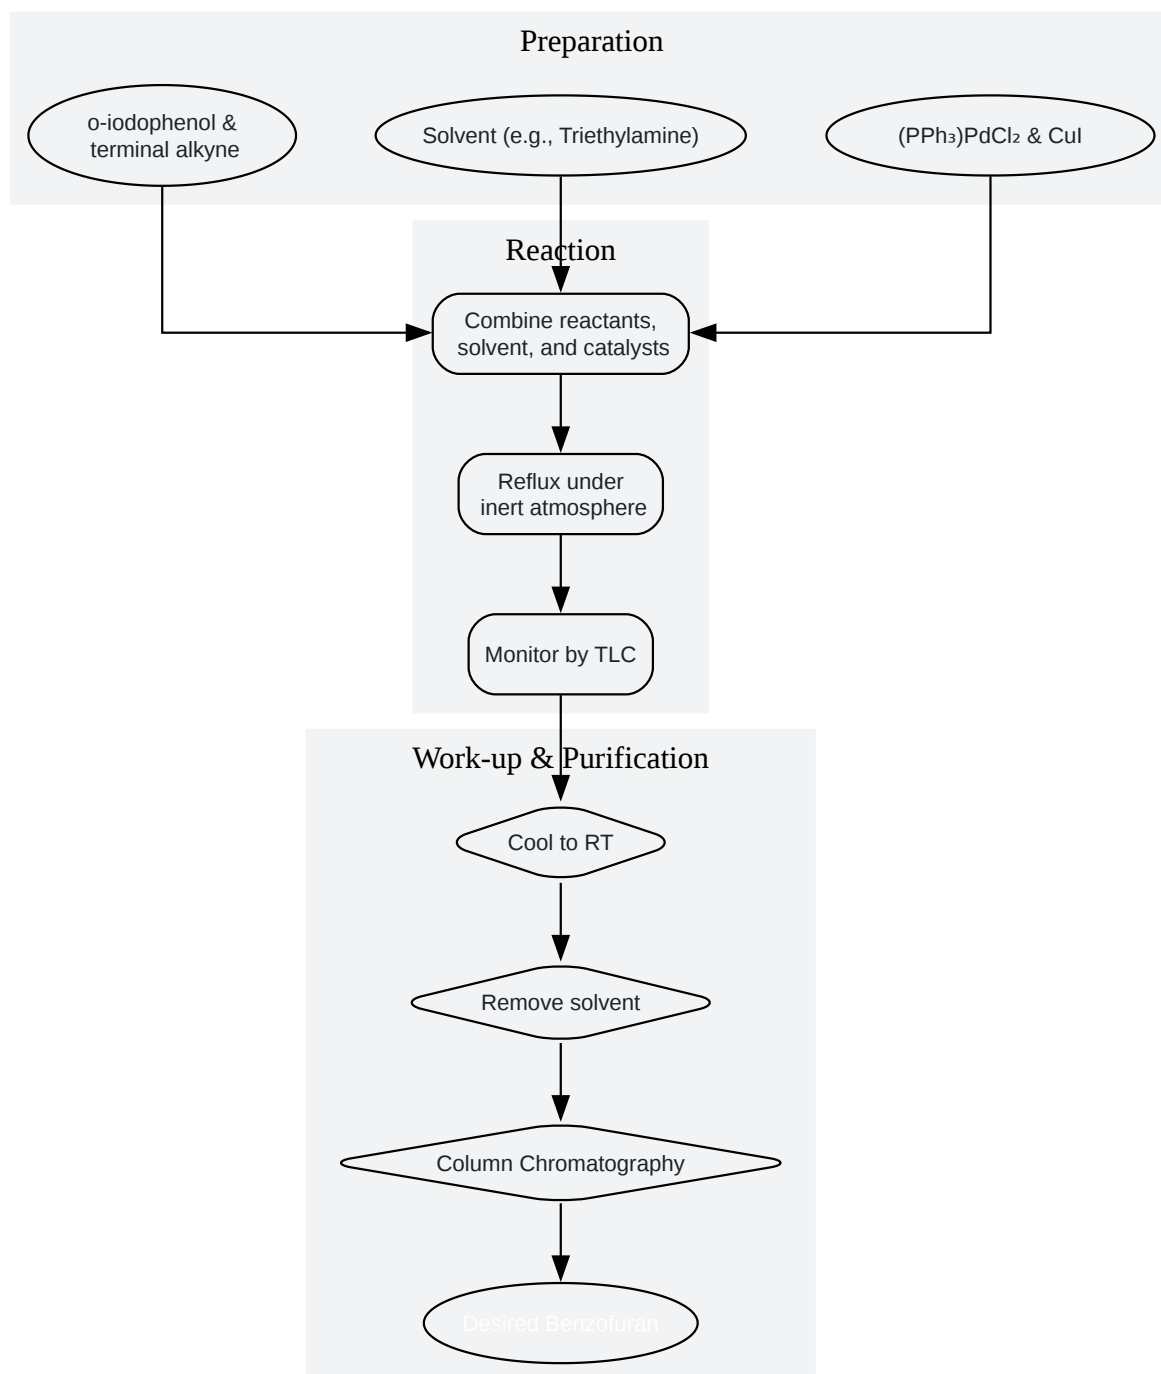 Preparation
o-iodophenol &
terminal alkyne
Solvent (e.g., Triethylamine)
(PPh₃)PdCl₂ & CuI
Reaction
Combine reactants,
solvent, and catalysts
Reflux under
inert atmosphere
Monitor by TLC
Work-up & Purification
Cool to RT
Remove solvent
Column Chromatography
Desired Benzofuran